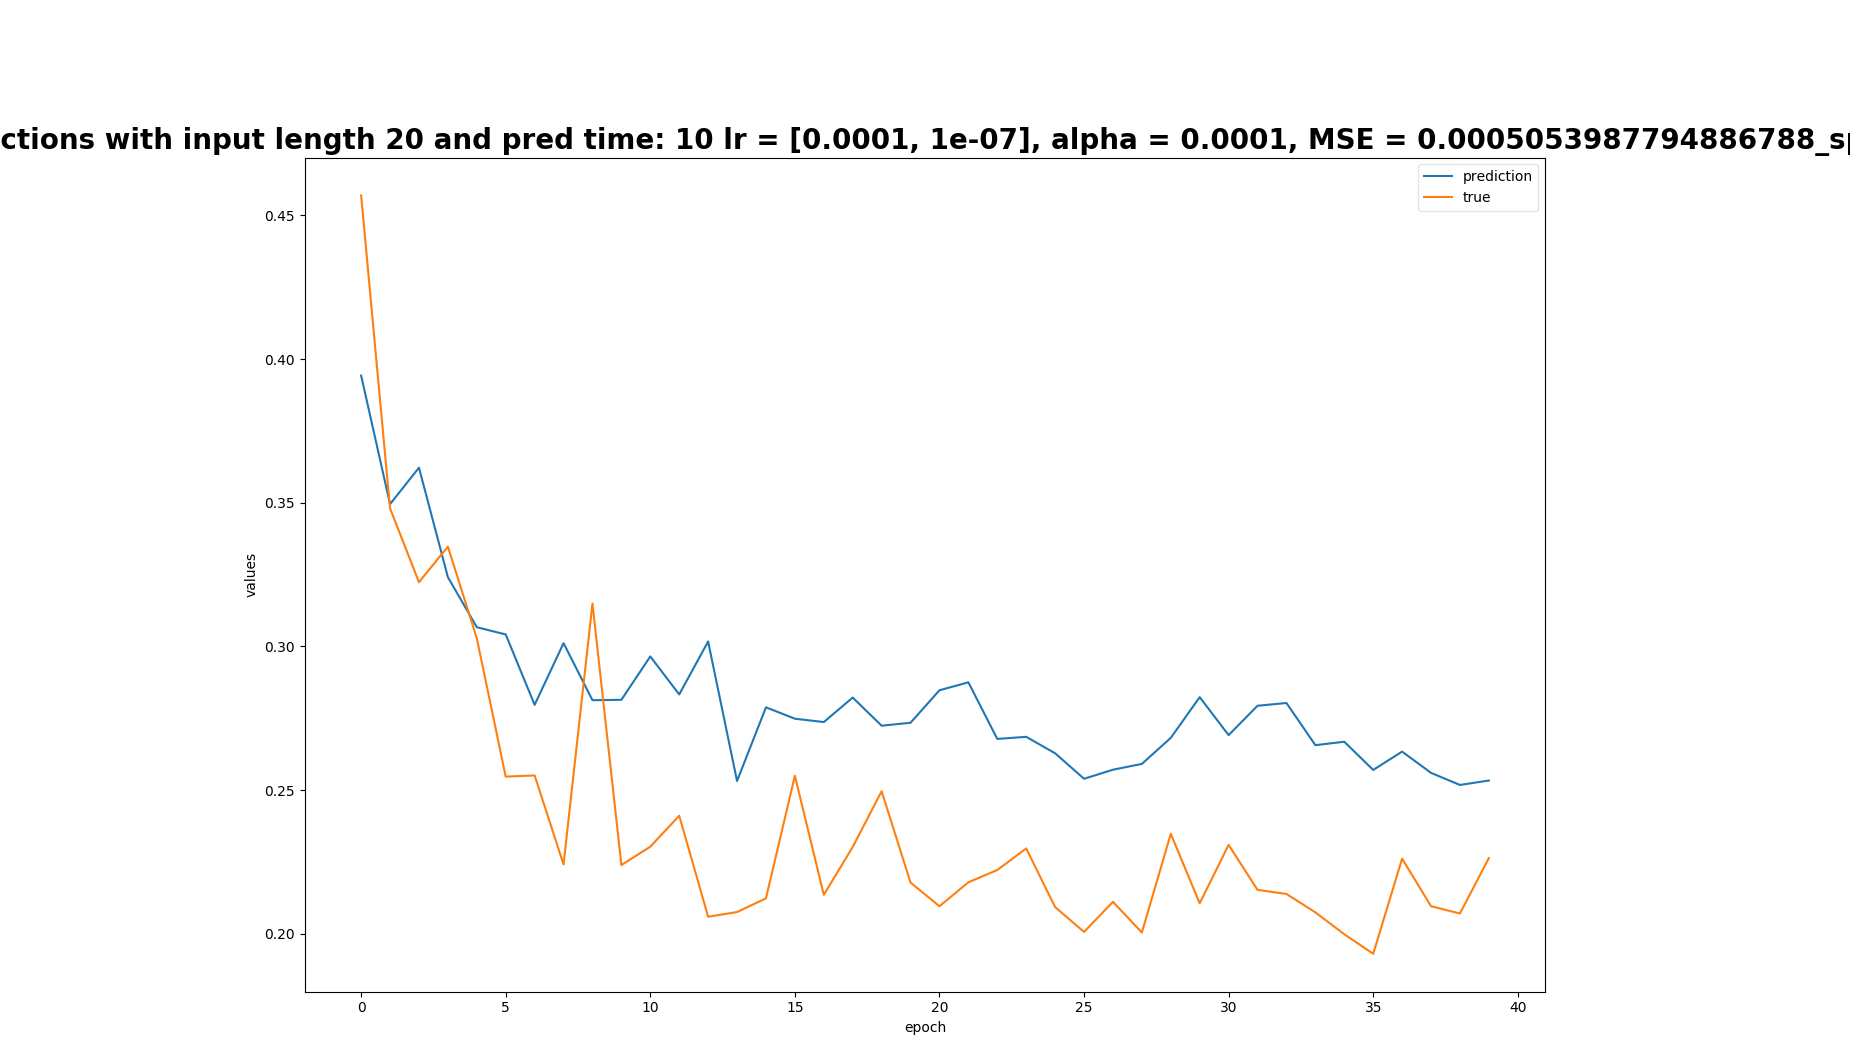 ctions with input length 20 and pred time: 10 lr = [0.0001, 1e-07], alpha = 0.0001, MSE = 0.0005053987794886788_sp
prediction
true
0.45
0.40
0.35
0.30
0.25
0.20
values
0 5 10 15 20 25 30 35 40
epoch